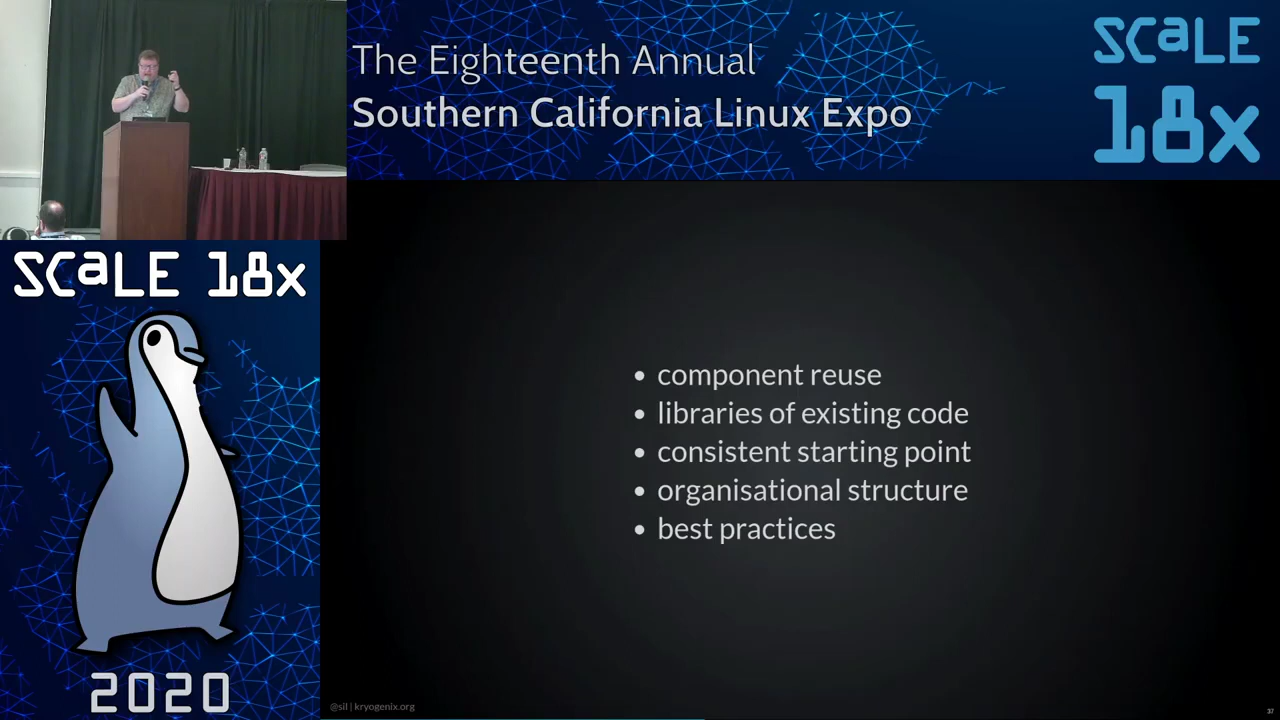 The Eighteenth Annual
Southern California Linux Expo
SCaLE
18x
SCaLE 18x
2020
• component reuse
• libraries of existing code
• consistent starting point
• organisational structure
• best practices
@sil | kryogenix.org
37